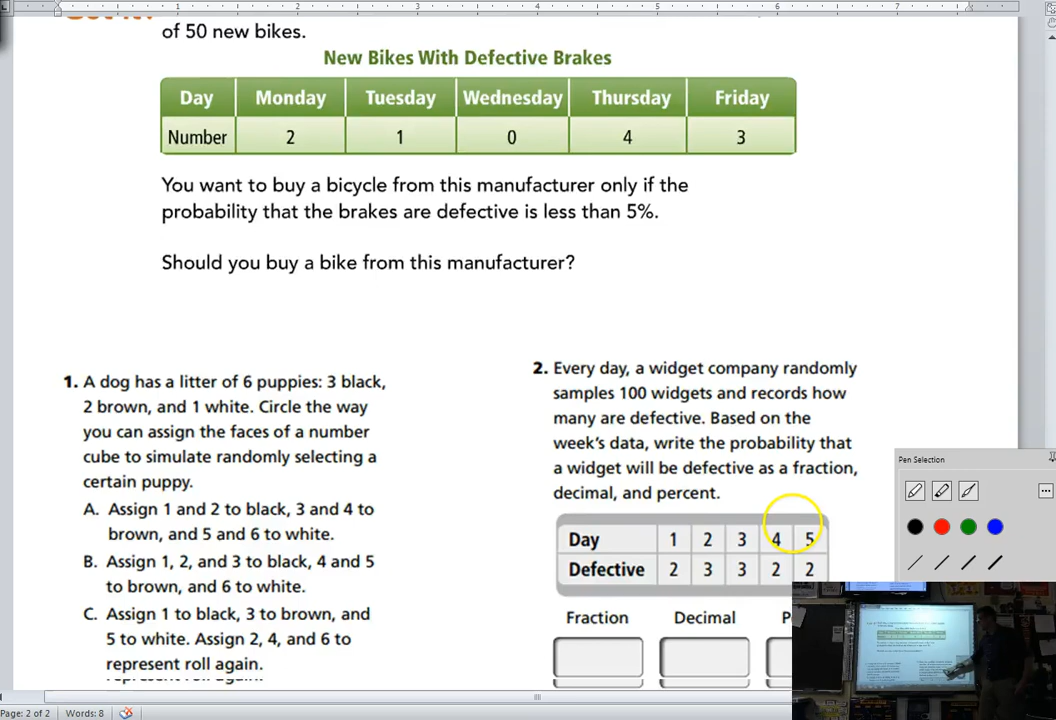 of 50 new bikes.
New Bikes With Defective Brakes
Day Monday Tuesday Wednesday Thursday Friday
Number 2 1 0 4 3
You want to buy a bicycle from this manufacturer only if the
probability that the brakes are defective is less than 5%.
Should you buy a bike from this manufacturer?
1. A dog has a litter of 6 puppies: 3 black,
2 brown, and 1 white. Circle the way
you can assign the faces of a number
cube to simulate randomly selecting a
certain puppy.
A. Assign 1 and 2 to black, 3 and 4 to
brown, and 5 and 6 to white.
B. Assign 1, 2, and 3 to black, 4 and 5
to brown, and 6 to white.
C. Assign 1 to black, 3 to brown, and
5 to white. Assign 2, 4, and 6 to
represent roll again.
2. Every day, a widget company randomly
samples 100 widgets and records how
many are defective. Based on the
week's data, write the probability that
a widget will be defective as a fraction,
decimal, and percent.
Day 1 2 3 4 5
Defective 2 3 3 2 2
Fraction Decimal P
Pen Selection
1 2 3 4 5 6 7
Page: 2 of 2 Words: 8